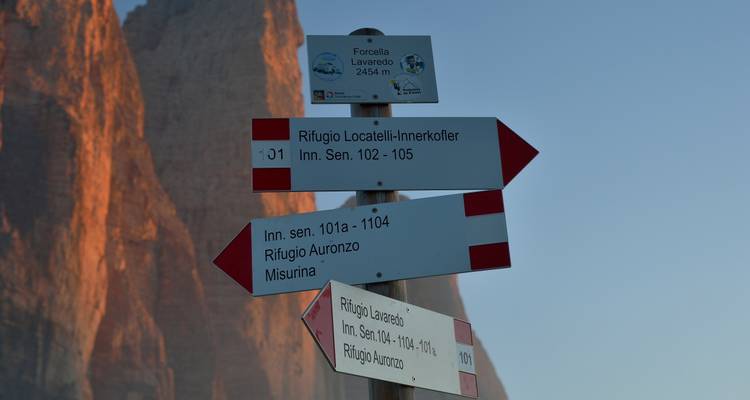 Forcella
Lavaredo
2454 m
101
Rifugio Locatelli-Innerkofler
Inn. Sen. 102 - 105
Inn. sen. 101a - 1104
Rifugio Auronzo
Misurina
Rifugio Lavaredo
Inn. Sen.104 - 1104 - 101a
Rifugio Auronzo
101